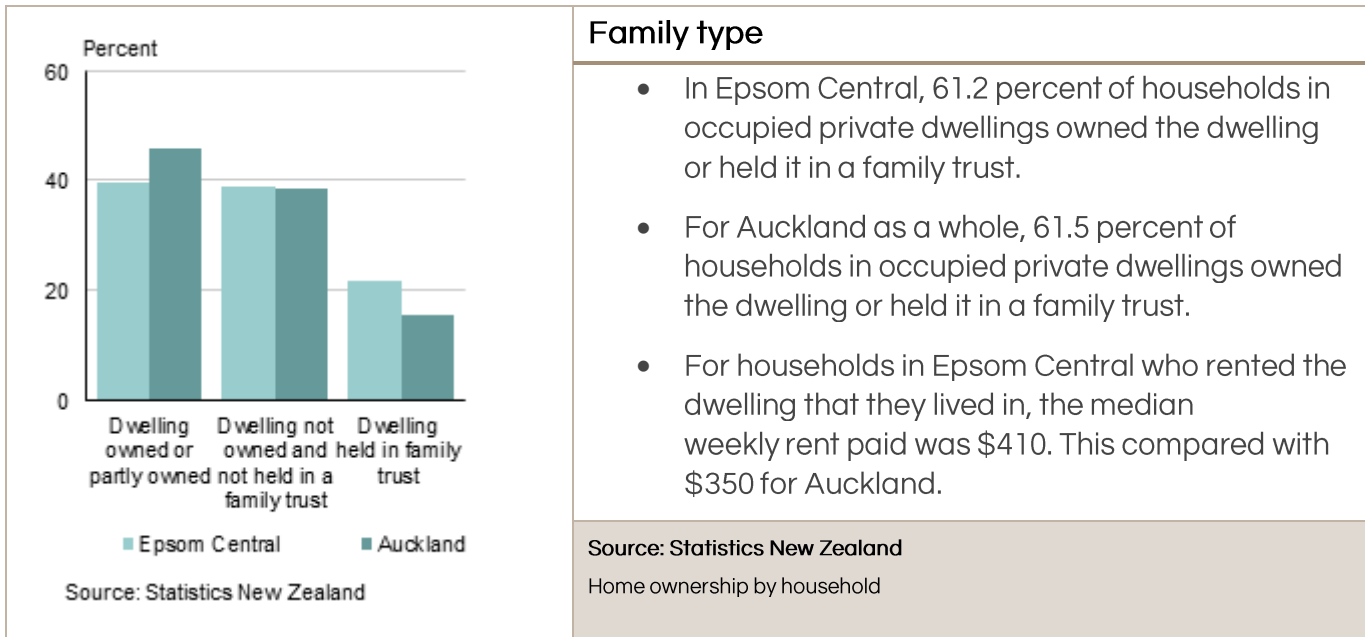 Percent
60
40
20
0
Dwelling owned or partly owned
Dwelling not owned and not held in a family trust
Dwelling held in family trust
Epsom Central
Auckland
Source: Statistics New Zealand
Family type
• In Epsom Central, 61.2 percent of households in
occupied private dwellings owned the dwelling
or held it in a family trust.
• For Auckland as a whole, 61.5 percent of
households in occupied private dwellings owned
the dwelling or held it in a family trust.
• For households in Epsom Central who rented the
dwelling that they lived in, the median
weekly rent paid was $410. This compared with
$350 for Auckland.
Source: Statistics New Zealand
Home ownership by household